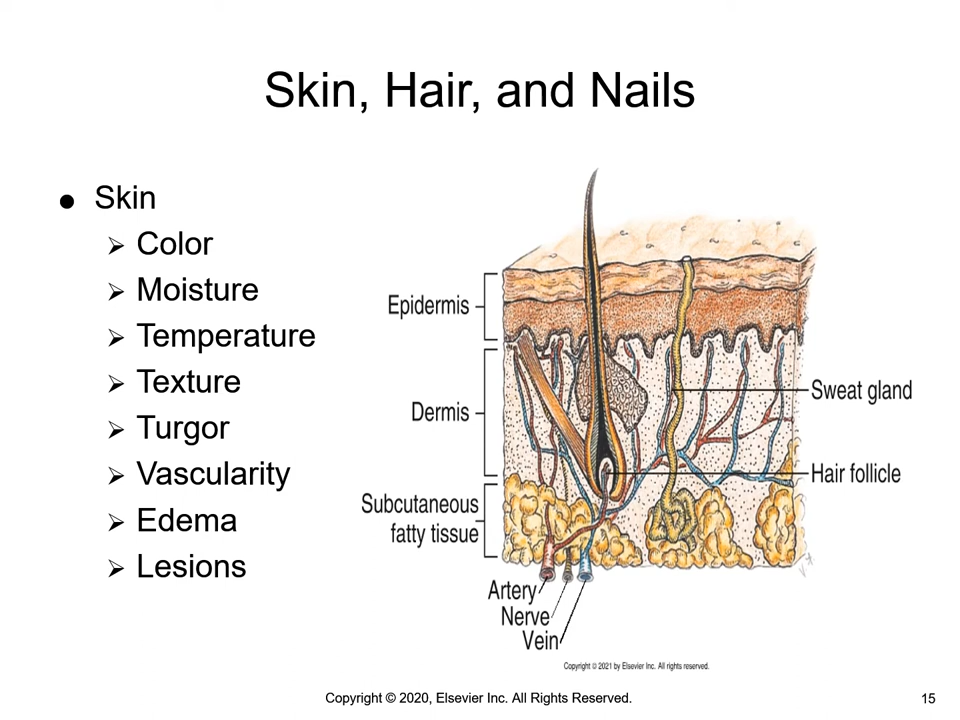 Skin, Hair, and Nails
● Skin
➢ Color
➢ Moisture
➢ Temperature
➢ Texture
➢ Turgor
➢ Vascularity
➢ Edema
➢ Lesions
Epidermis
Dermis
Subcutaneous
fatty tissue
Sweat gland
Hair follicle
Artery
Nerve
Vein
Copyright © 2021 by Elsevier Inc. All rights reserved.
Copyright © 2020, Elsevier Inc. All Rights Reserved.
15